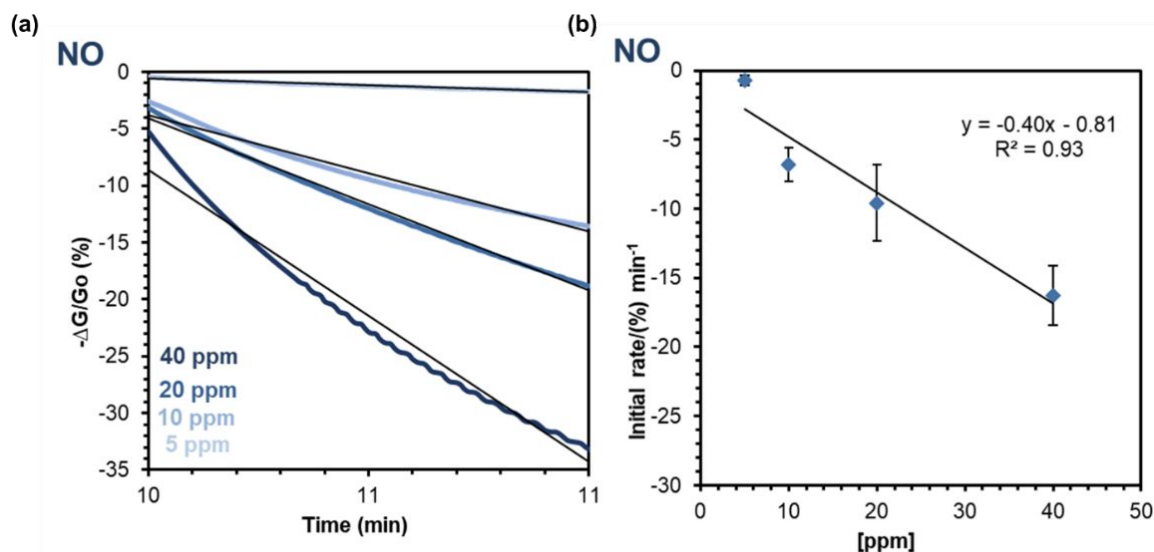 (a)
NO
0
-5
-10
-15
-20
-25
-30
-35
-ΔG/Go (%)
40 ppm
20 ppm
10 ppm
5 ppm
10
11
11
Time (min)
(b)
NO
0
-5
-10
-15
-20
-25
-30
Initial rate/(%) min⁻¹
y = -0.40x - 0.81
R² = 0.93
0
10
20
30
40
50
[ppm]